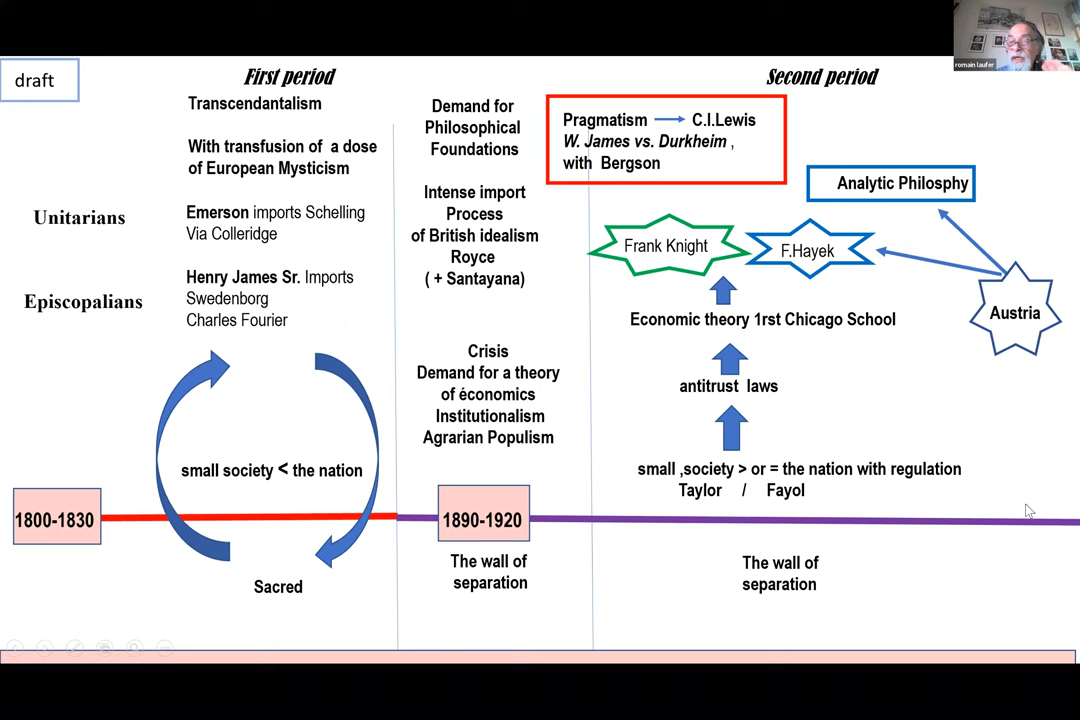 romain laufer
draft
First period
Second period
Transcendantalism
With transfusion of a dose
of European Mysticism
Unitarians
Emerson imports Schelling
Via Colleridge
Episcopalians
Henry James Sr. Imports
Swedenborg
Charles Fourier
small society < the nation
1800-1830
Sacred
Demand for
Philosophical
Foundations
Intense import
Process
of British idealism
Royce
( + Santayana)
Crisis
Demand for a theory
of économics
Institutionalism
Agrarian Populism
1890-1920
The wall of
separation
Pragmatism → C.I.Lewis
W. James vs. Durkheim ,
with Bergson
Analytic Philosphy
Frank Knight
F.Hayek
Austria
Economic theory 1rst Chicago School
antitrust laws
small ,society > or = the nation with regulation
Taylor / Fayol
The wall of
separation